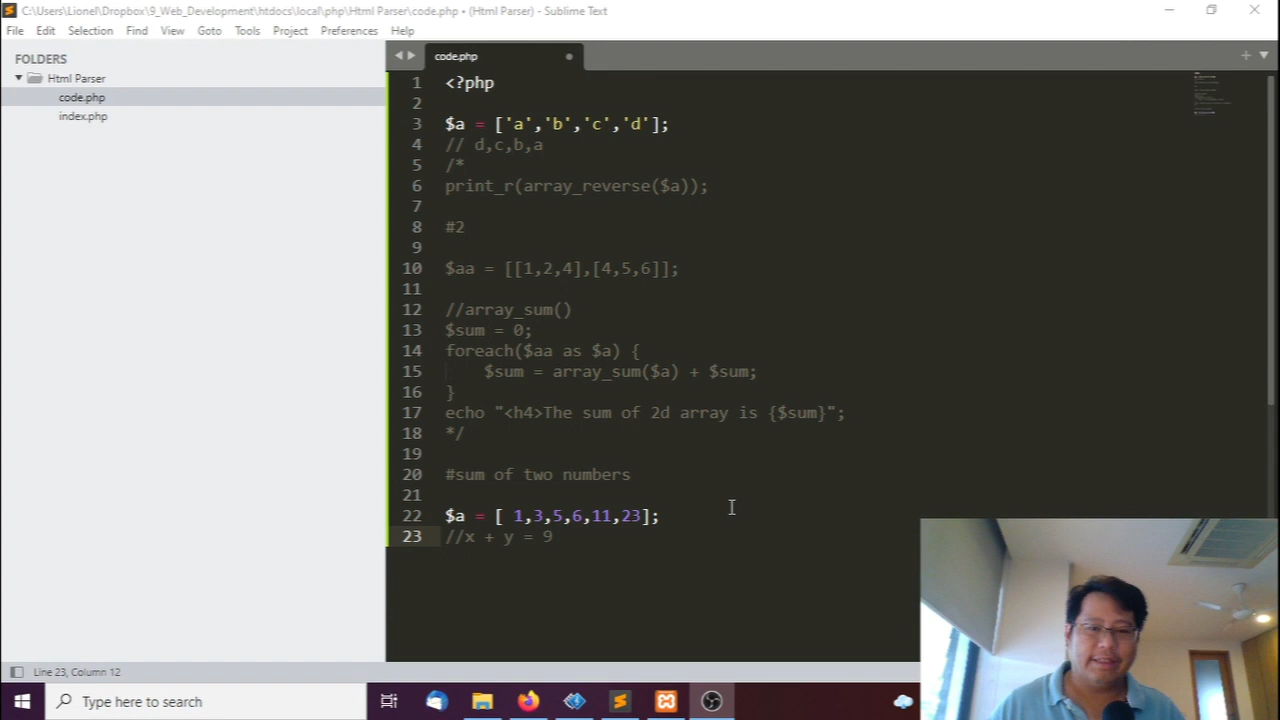 C:\Users\Lionel\Dropbox\9_Web_Development\htdocs\local\php\Html Parser\code.php • (Html Parser) - Sublime Text
File Edit Selection Find View Goto Tools Project Preferences Help
FOLDERS
Html Parser
code.php
index.php
code.php
1 <?php
2
3 $a = ['a','b','c','d'];
4 // d,c,b,a
5 /*
6 print_r(array_reverse($a));
7
8 #2
9
10 $aa = [[1,2,4],[4,5,6]];
11
12 //array_sum()
13 $sum = 0;
14 foreach($aa as $a) {
15 $sum = array_sum($a) + $sum;
16 }
17 echo "<h4>The sum of 2d array is {$sum}";
18 */
19
20 #sum of two numbers
21
22 $a = [ 1,3,5,6,11,23];
23 //x + y = 9
Line 23, Column 12
Type here to search